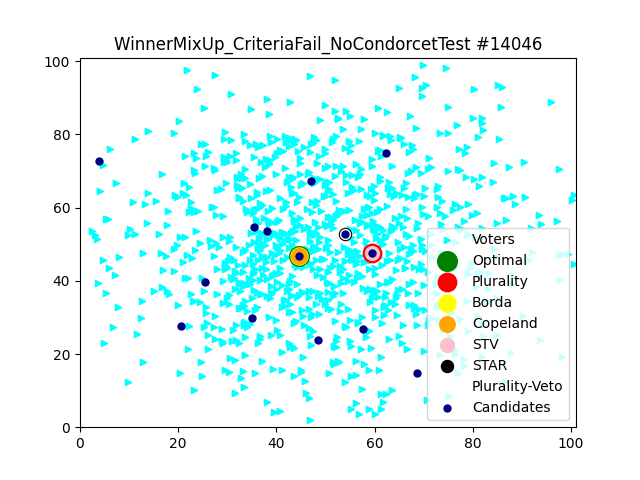 WinnerMixUp_CriteriaFail_NoCondorcetTest #14046
100
80
60
40
20
0
0
20
40
60
80
100
Voters
Optimal
Plurality
Borda
Copeland
STV
STAR
Plurality-Veto
Candidates